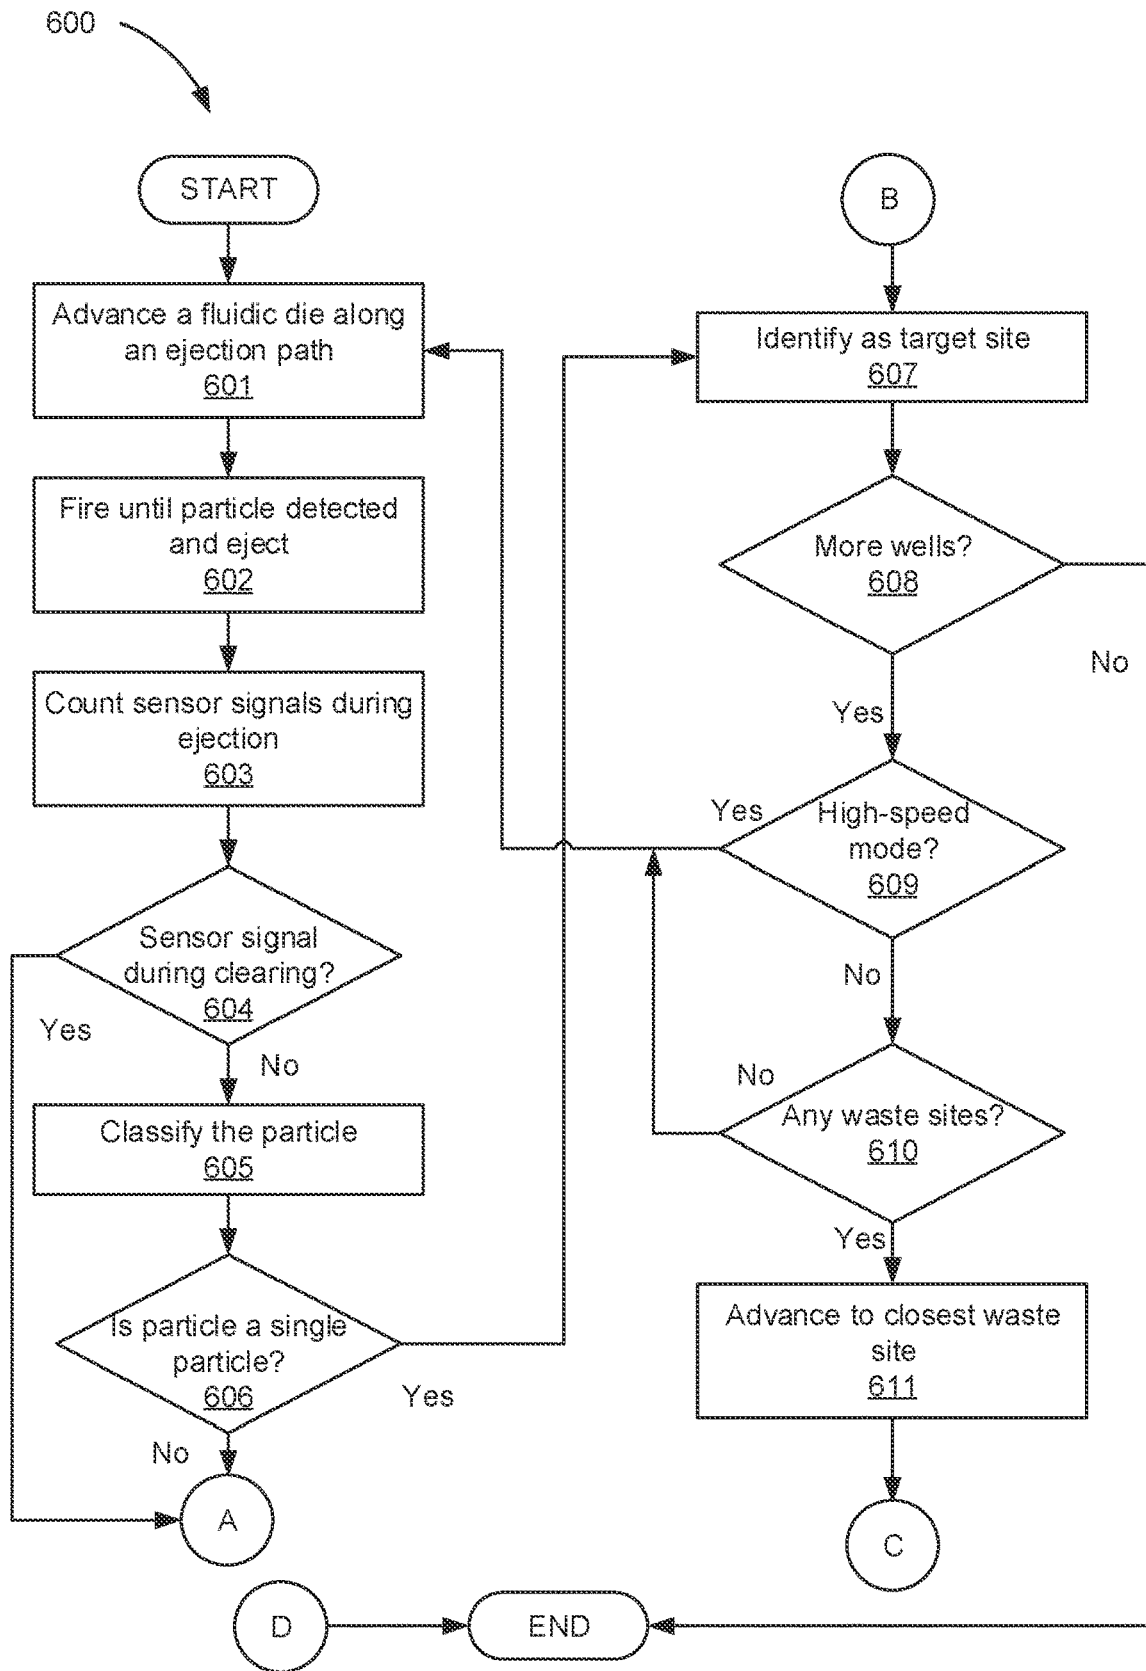 600
START
Advance a fluidic die along
an ejection path
601
Fire until particle detected
and eject
602
Count sensor signals during
ejection
603
Sensor signal
during clearing?
604
Yes
No
Classify the particle
605
Is particle a single
particle?
606
Yes
No
A
B
Identify as target site
607
More wells?
608
No
Yes
High-speed
mode?
609
Yes
No
Any waste sites?
610
No
Yes
Advance to closest waste
site
611
C
D
END